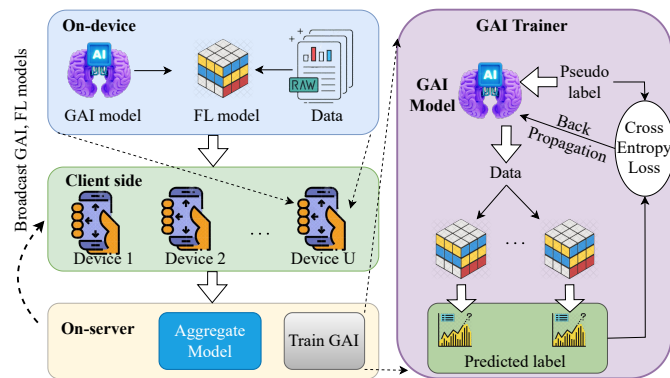 On-device
AI
GAI model
FL model
RAW
Data
Broadcast GAI, FL models
Client side
Device 1
Device 2
...
Device U
On-server
Aggregate
Model
Train GAI
GAI Trainer
AI
GAI
Model
Pseudo
label
Back
Propagation
Cross
Entropy
Loss
Data
...
?
?
Predicted label